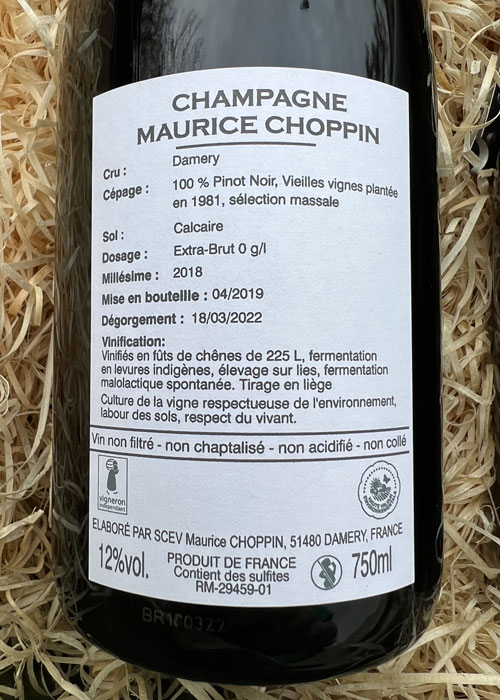 CHAMPAGNE
MAURICE CHOPPIN
Cru : Damery
Cépage : 100 % Pinot Noir, Vieilles vignes plantée
en 1981, sélection massale
Sol : Calcaire
Dosage : Extra-Brut 0 g/l
Millésime : 2018
Mise en bouteille : 04/2019
Dégorgement : 18/03/2022
Vinification:
Vinifiés en fûts de chênes de 225 L, fermentation
en levures indigènes, élevage sur lies, fermentation
malolactique spontanée. Tirage en liège
Culture de la vigne respectueuse de l'environnement,
labour des sols, respect du vivant.
Vin non filtré - non chaptalisé - non acidifié - non collé
vigneron
indépendant
ELABORÉ PAR SCEV Maurice CHOPPIN, 51480 DAMERY, FRANCE
12%vol.
PRODUIT DE FRANCE
Contient des sulfites
RM-29459-01
750ml